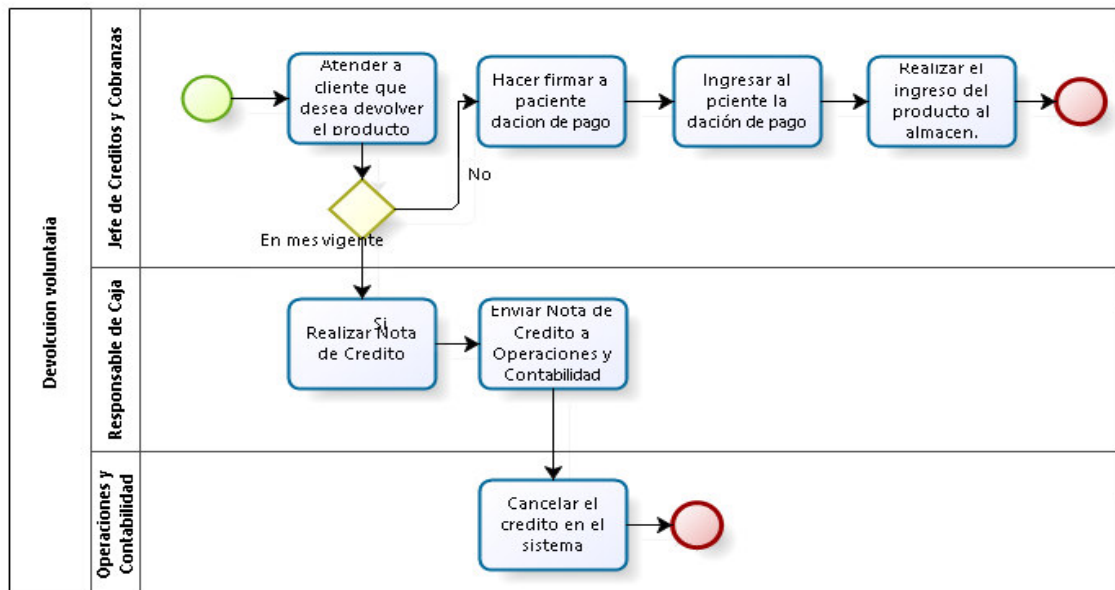 Devolcuion voluntaria
Jefe de Creditos y Cobranzas
Atender a
cliente que
desea devolver
el producto
Hacer firmar a
paciente
dacion de pago
Ingresar al
pciente la
dación de pago
Realizar el
ingreso del
producto al
almacen.
No
En mes vigente
Responsable de Caja
Si
Realizar Nota
de Credito
Enviar Nota de
Credito a
Operaciones y
Contabilidad
Operaciones y
Contabilidad
Cancelar el
credito en el
sistema